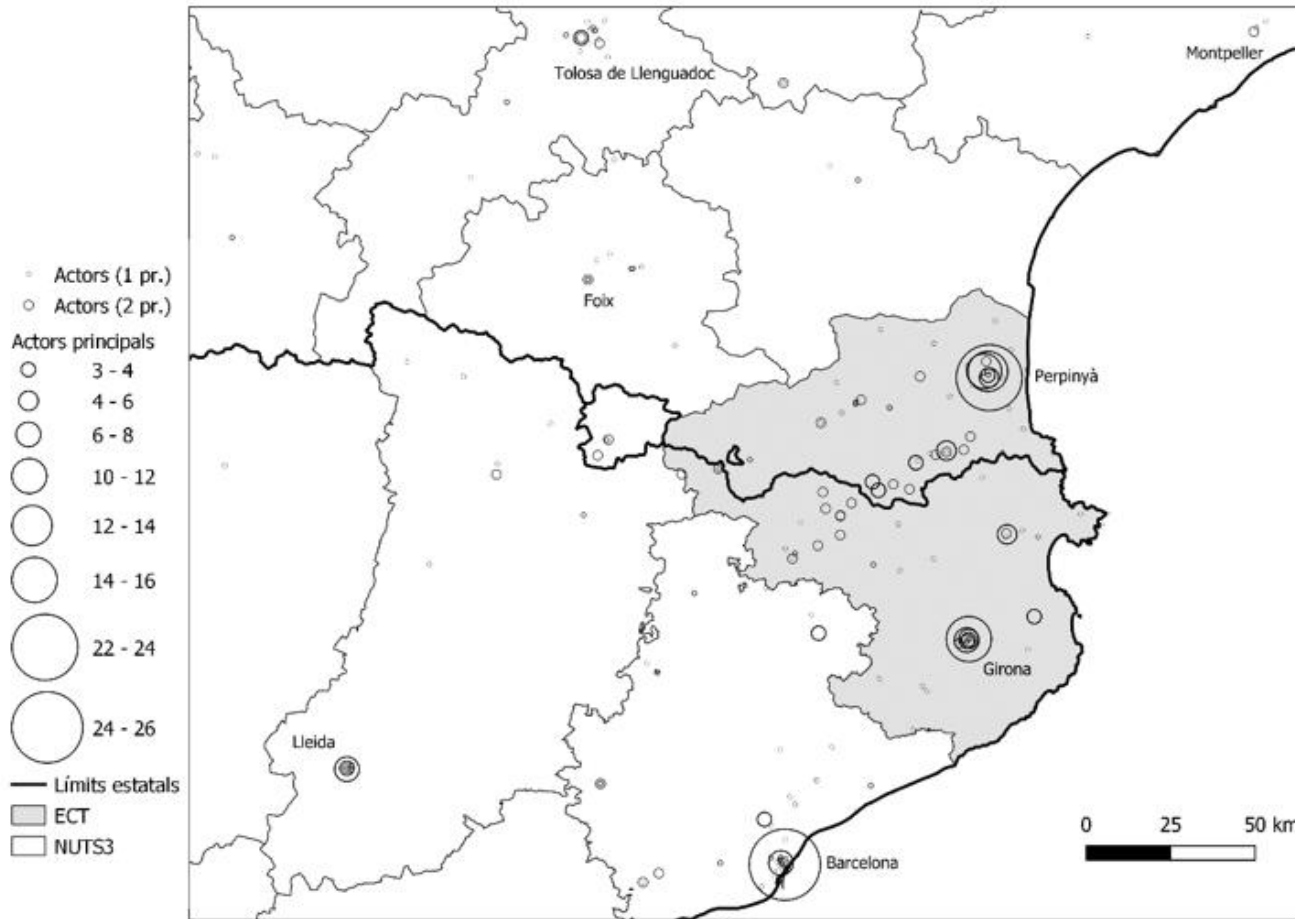 Montpeller
Tolosa de Llenguadoc
Foix
Perpinyà
Girona
Lleida
Barcelona
Actors (1 pr.)
Actors (2 pr.)
Actors principals
3 - 4
4 - 6
6 - 8
10 - 12
12 - 14
14 - 16
22 - 24
24 - 26
Límits estatals
ECT
NUTS3
0 25 50 km